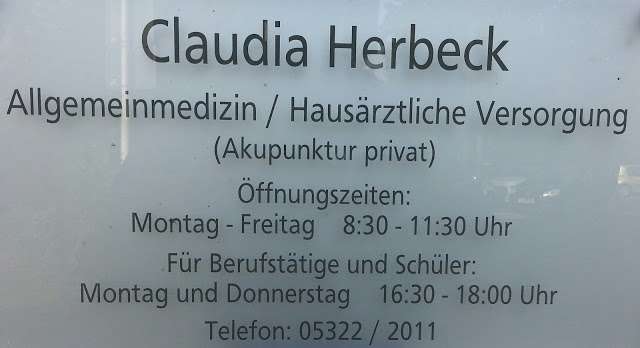 Claudia Herbeck
Allgemeinmedizin / Hausärztliche Versorgung
(Akupunktur privat)
Öffnungszeiten:
Montag - Freitag 8:30 - 11:30 Uhr
Für Berufstätige und Schüler:
Montag und Donnerstag 16:30 - 18:00 Uhr
Telefon: 05322 / 2011